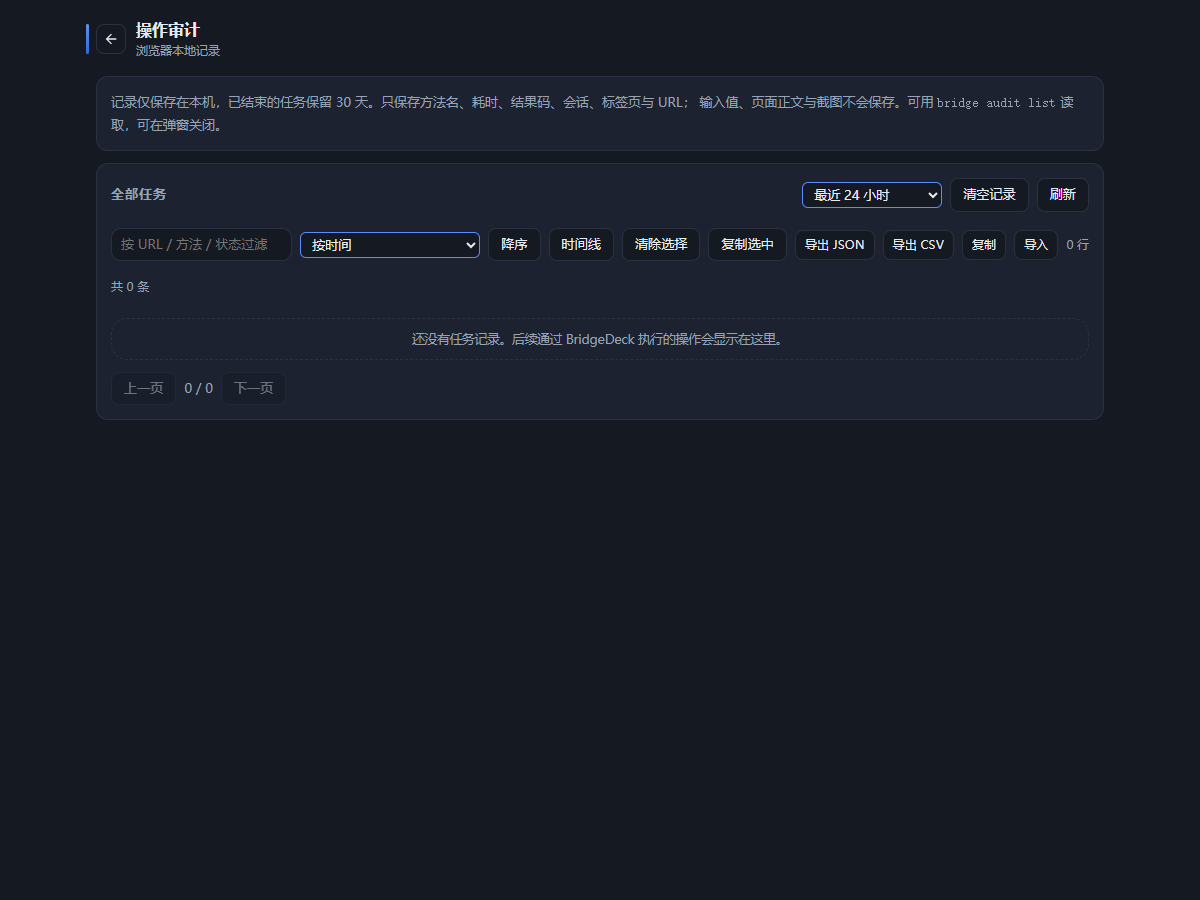 操作审计
浏览器本地记录
记录仅保存在本机，已结束的任务保留 30 天。只保存方法名、耗时、结果码、会话、标签页与 URL； 输入值、页面正文与截图不会保存。可用 bridge audit list 读
取，可在弹窗关闭。
全部任务 最近 24 小时 清空记录 刷新
按 URL / 方法 / 状态过滤 按时间 降序 时间线 清除选择 复制选中 导出 JSON 导出 CSV 复制 导入 0 行
共 0 条
还没有任务记录。后续通过 BridgeDeck 执行的操作会显示在这里。
上一页 0 / 0 下一页